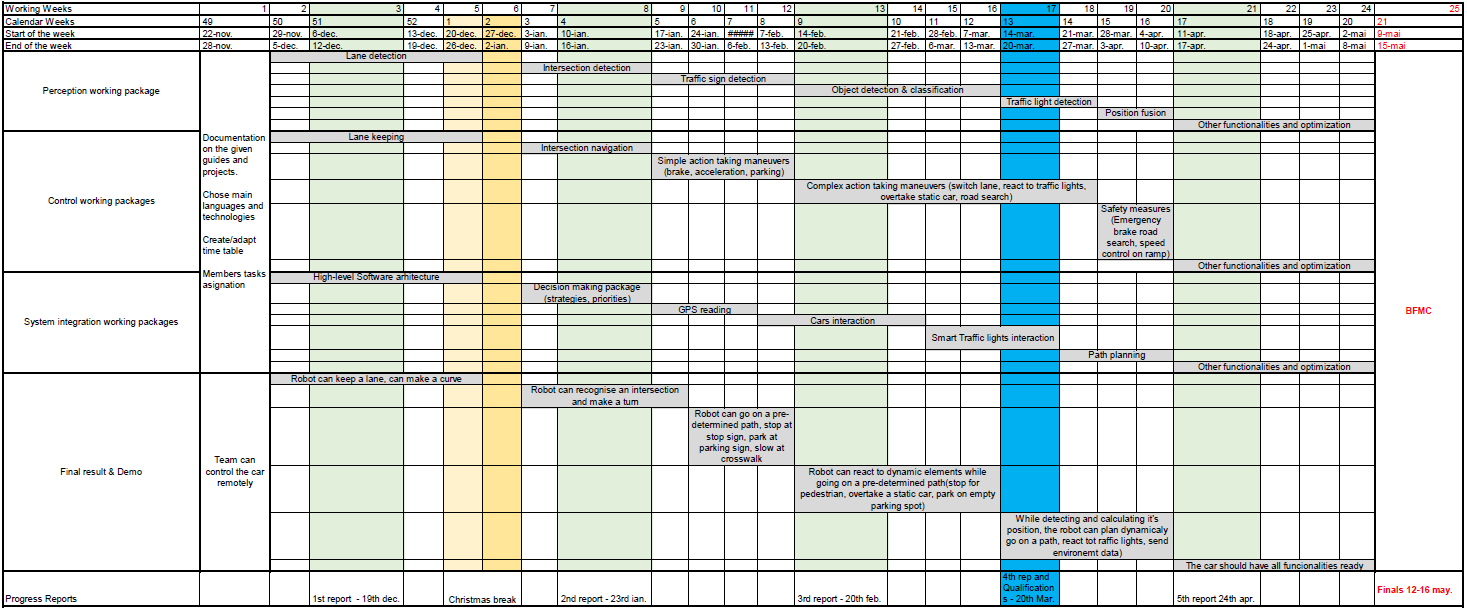 Working Weeks 1 2 3 4 5 6 7 8 9 10 11 12 13 14 15 16 17 18 19 20 21 22 23 24 25
Calendar Weeks 49 50 51 52 1 2 3 4 5 6 7 8 9 10 11 12 13 14 15 16 17 18 19 20 21
Start of the week 22-nov. 29-nov. 6-dec. 13-dec. 20-dec. 27-dec. 3-ian. 10-ian. 17-ian. 24-ian. ##### 7-feb. 14-feb. 21-feb. 28-feb. 7-mar. 14-mar. 21-mar. 28-mar. 4-apr. 11-apr. 18-apr. 25-apr. 2-mai 9-mai
End of the week 28-nov. 5-dec. 12-dec. 19-dec. 26-dec. 2-ian. 9-ian. 16-ian. 23-ian. 30-ian. 6-feb. 13-feb. 20-feb. 27-feb. 6-mar. 13-mar. 20-mar. 27-mar. 3-apr. 10-apr. 17-apr. 24-apr. 1-mai 8-mai 15-mai
Perception working package
Lane detection
Intersection detection
Traffic sign detection
Object detection & classification
Traffic light detection
Position fusion
Other functionalities and optimization
Documentation
on the given
guides and
projects.
Chose main
languages and
technologies
Create/adapt
time table
Members tasks
asignation
Control working packages
Lane keeping
Intersection navigation
Simple action taking maneuvers
(brake, acceleration, parking)
Complex action taking maneuvers (switch lane, react to traffic lights,
overtake static car, road search)
Safety measures
(Emergency
brake road
search, speed
control on ramp)
Other functionalities and optimization
System integration working packages
High-level Software arhitecture
Decision making package
(strategies, priorities)
GPS reading
Cars interaction
Smart Traffic lights interaction
Path planning
Other functionalities and optimization
BFMC
Final result & Demo
Team can
control the car
remotely
Robot can keep a lane, can make a curve
Robot can recognise an intersection
and make a turn
Robot can go on a pre-
determined path, stop at
stop sign, park at
parking sign, slow at
crosswalk
Robot can react to dynamic elements while
going on a pre-determined path(stop for
pedestrian, overtake a static car, park on empty
parking spot)
While detecting and calculating it's
position, the robot can plan dynamicaly
go on a path, react tot raffic lights, send
environemt data)
The car should have all funcionalities ready
Progress Reports
1st report - 19th dec.
Christmas break
2nd report - 23rd ian.
3rd report - 20th feb.
4th rep and
Qualification
s - 20th Mar.
5th report 24th apr.
Finals 12-16 may.